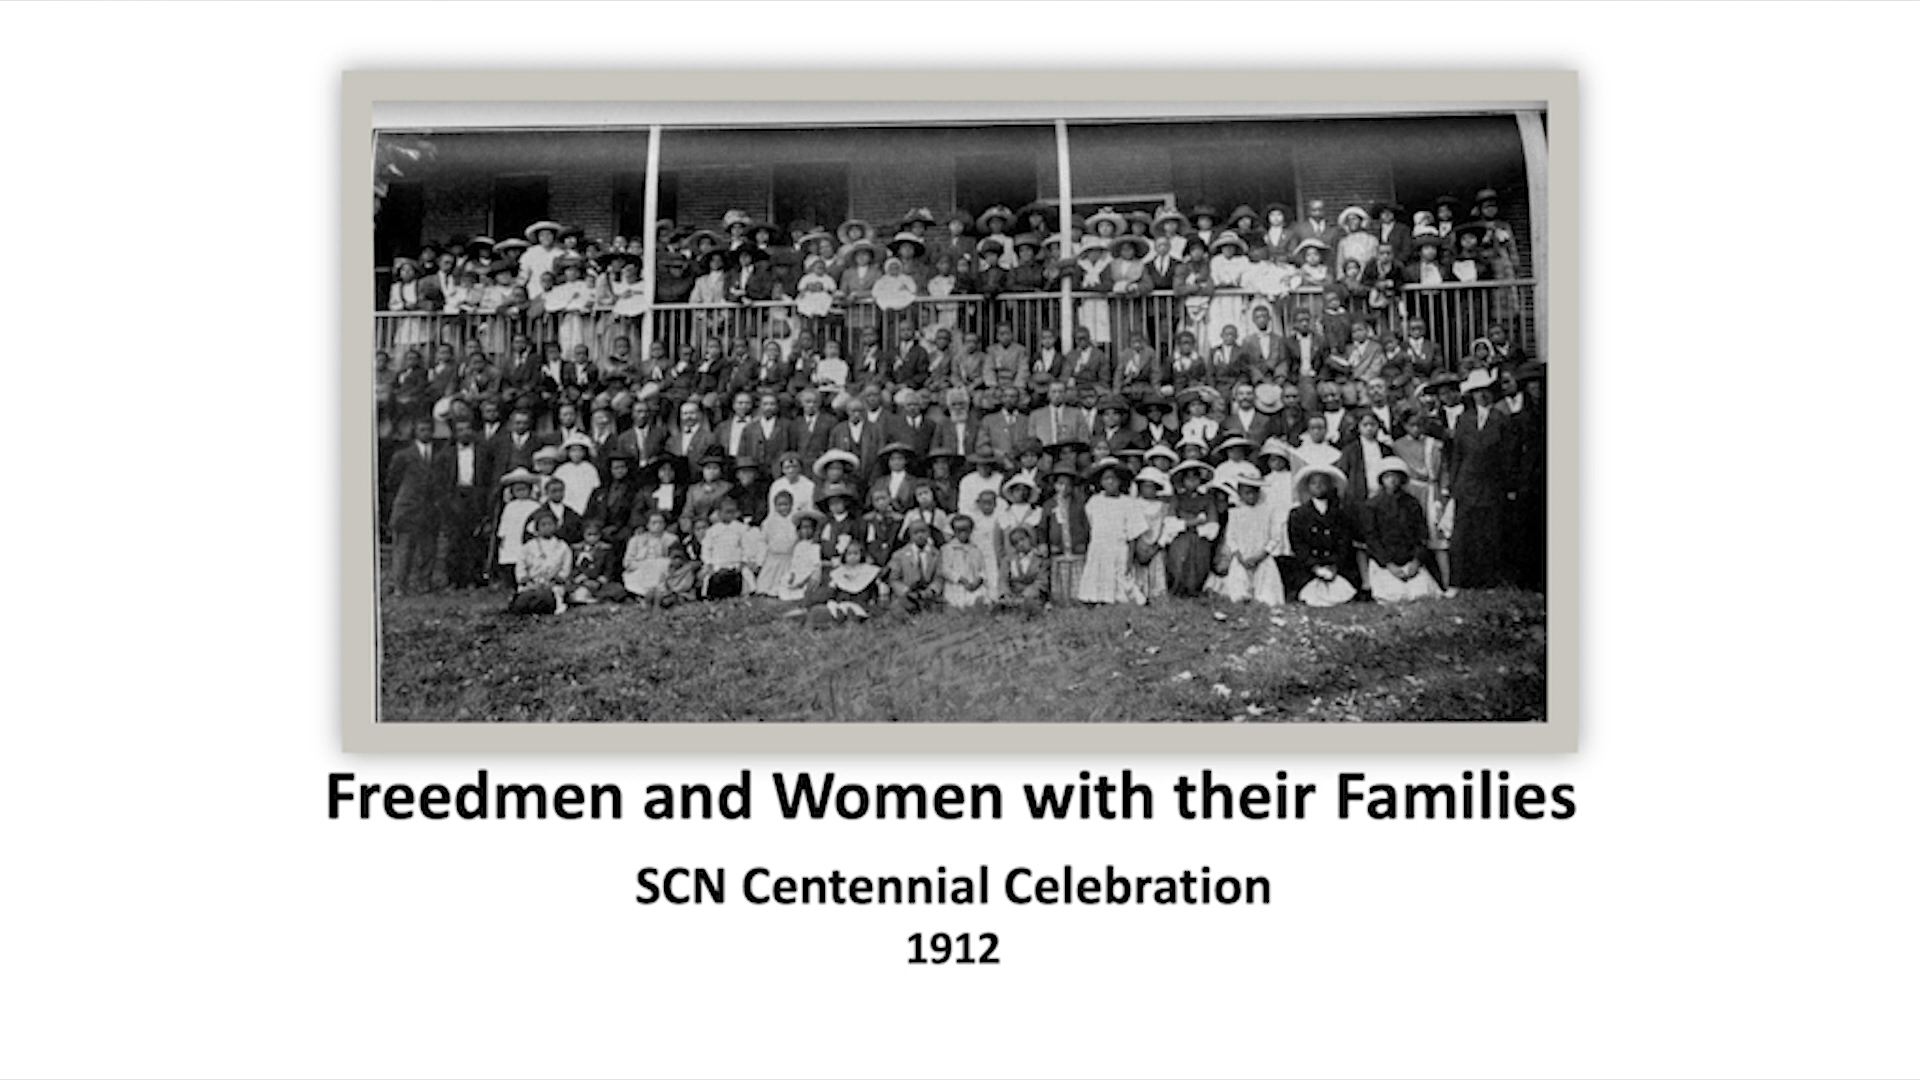 Freedmen and Women with their Families
SCN Centennial Celebration
1912